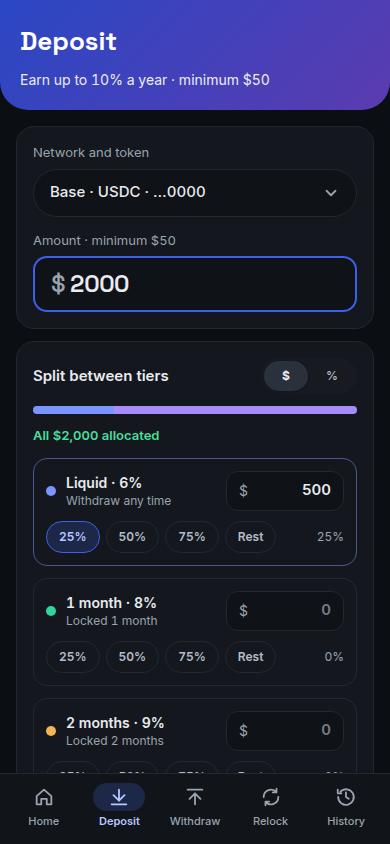 Deposit
Earn up to 10% a year · minimum $50
Network and token
Base · USDC · …0000
Amount · minimum $50
$ 2000
Split between tiers
$ %
All $2,000 allocated
Liquid · 6%
Withdraw any time
$ 500
25% 50% 75% Rest 25%
1 month · 8%
Locked 1 month
$ 0
25% 50% 75% Rest 0%
2 months · 9%
Locked 2 months
$ 0
Home Deposit Withdraw Relock History